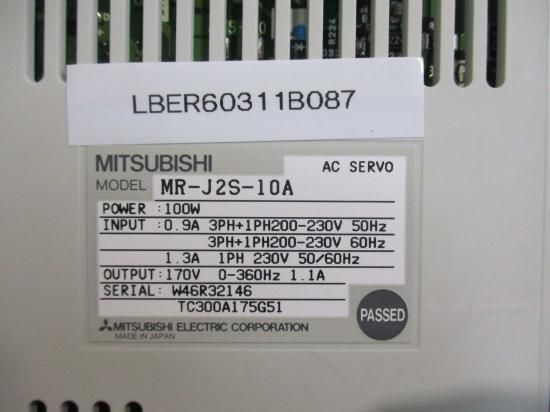 LBER60311B087
MITSUBISHI
AC SERVO
MODEL MR-J2S-10A
POWER :100W
INPUT :0.9A 3PH+1PH200-230V 50Hz
3PH+1PH200-230V 60Hz
1.3A 1PH 230V 50/60Hz
OUTPUT:170V 0-360Hz 1.1A
SERIAL: W46R32146
TC300A175G51
PASSED
MITSUBISHI ELECTRIC CORPORATION
MADE IN JAPAN
R224